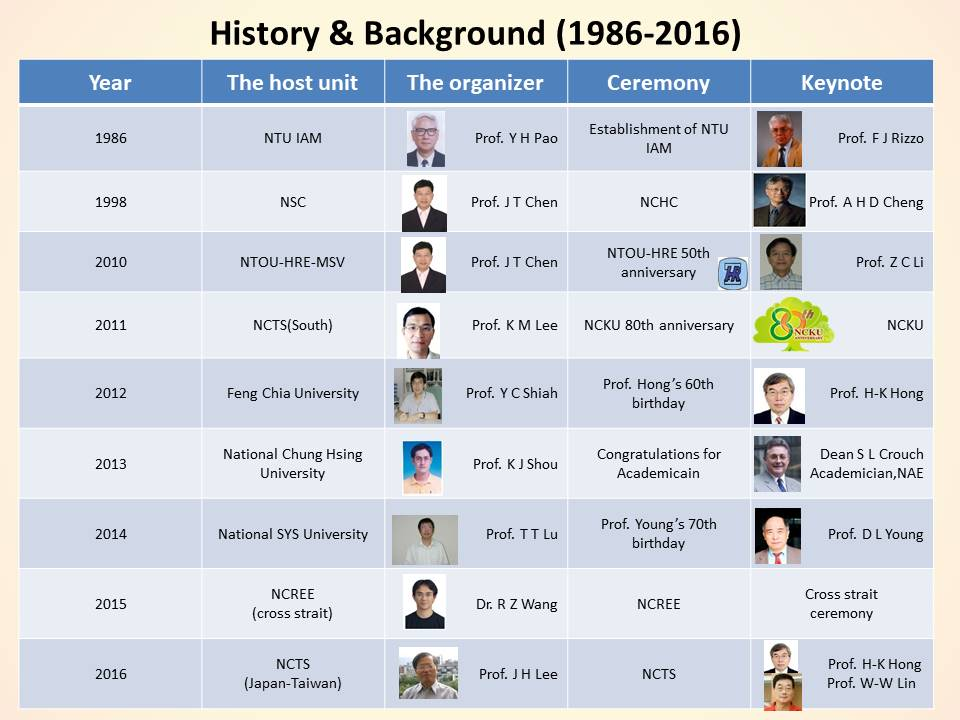 History & Background (1986-2016)
Year The host unit The organizer Ceremony Keynote
1986 NTU IAM Prof. Y H Pao Establishment of NTU
IAM Prof. F J Rizzo
1998 NSC Prof. J T Chen NCHC Prof. A H D Cheng
2010 NTOU-HRE-MSV Prof. J T Chen NTOU-HRE 50th
anniversary HR Prof. Z C Li
2011 NCTS(South) Prof. K M Lee NCKU 80th anniversary 80th
NCKU
ANNIVERSARY NCKU
2012 Feng Chia University Prof. Y C Shiah Prof. Hong's 60th
birthday Prof. H-K Hong
2013 National Chung Hsing
University Prof. K J Shou Congratulations for
Academicain Dean S L Crouch
Academician,NAE
2014 National SYS University Prof. T T Lu Prof. Young's 70th
birthday Prof. D L Young
2015 NCREE
(cross strait) Dr. R Z Wang NCREE Cross strait
ceremony
2016 NCTS
(Japan-Taiwan) Prof. J H Lee NCTS Prof. H-K Hong
Prof. W-W Lin